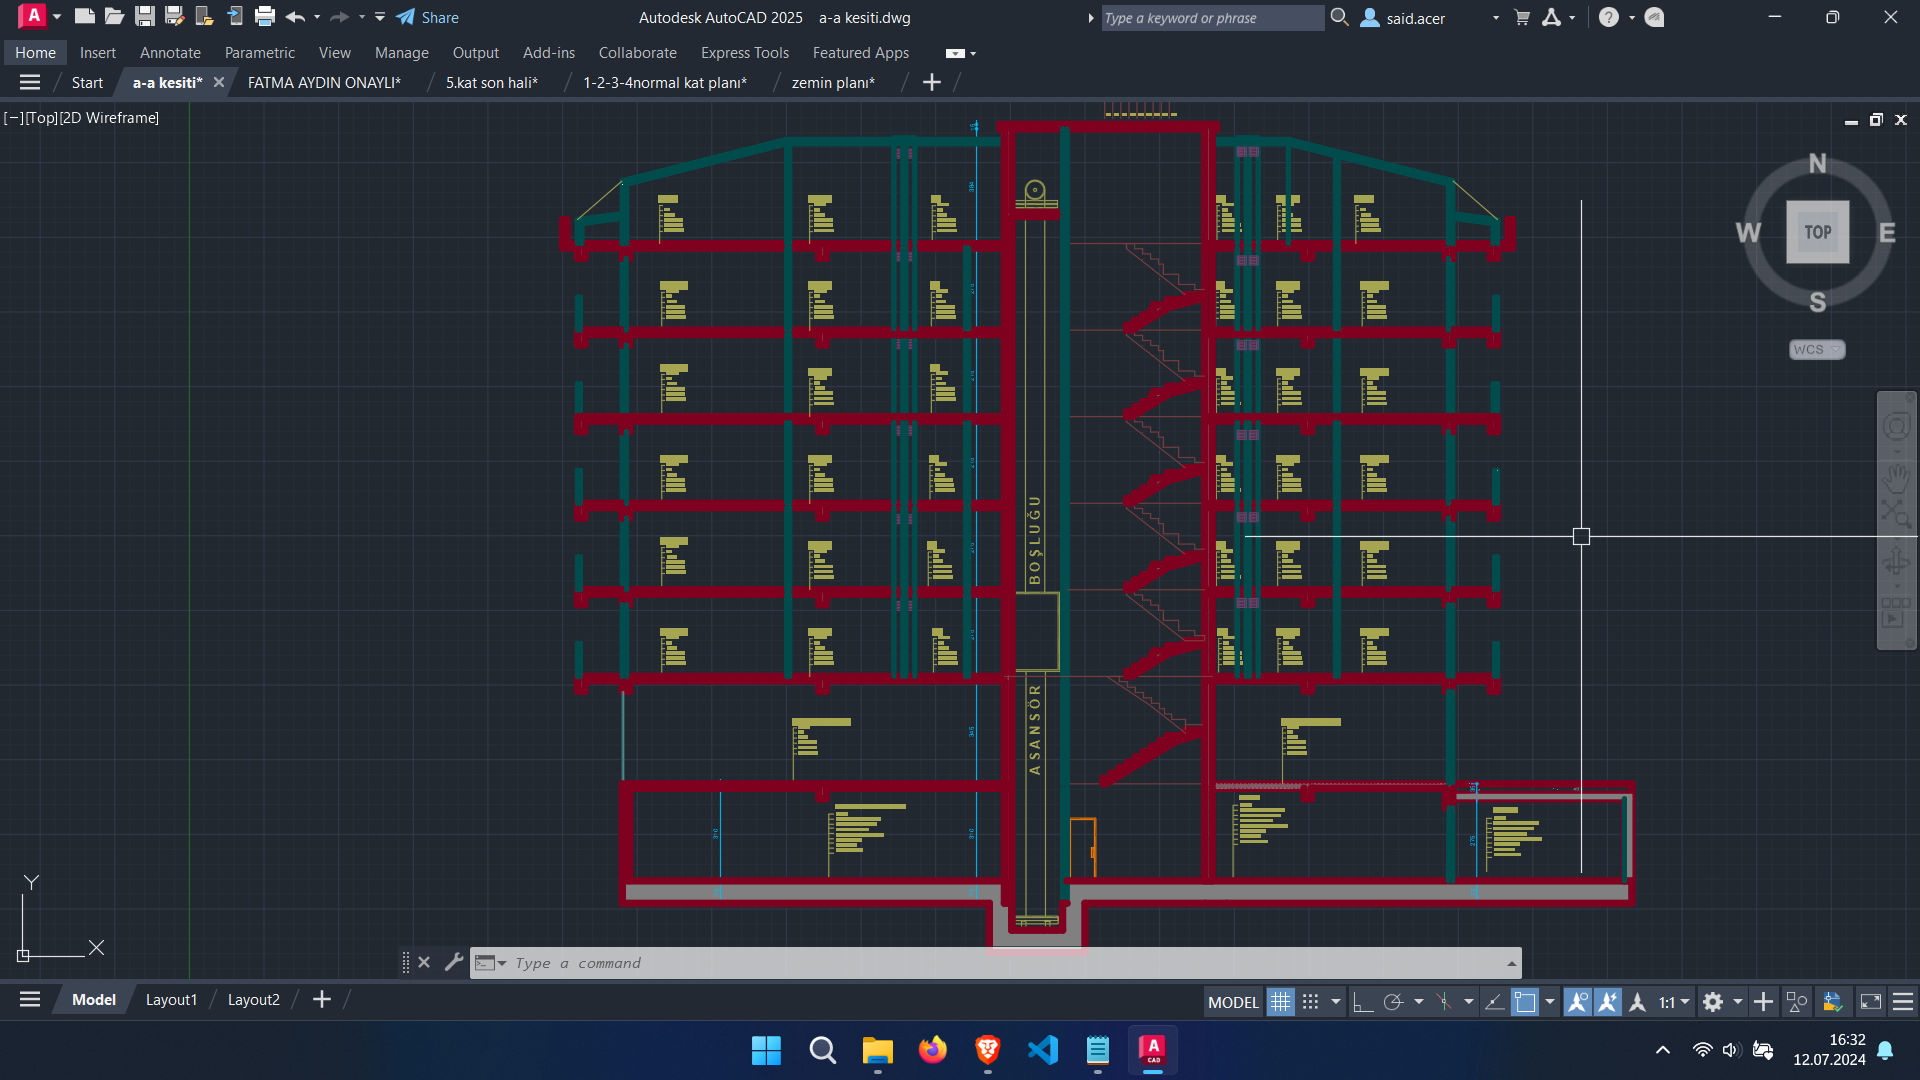 A
Share
Autodesk AutoCAD 2025 a-a kesiti.dwg
Type a keyword or phrase
said.acer
Home Insert Annotate Parametric View Manage Output Add-ins Collaborate Express Tools Featured Apps
Start a-a kesiti* FATMA AYDIN ONAYLI* 5.kat son hali* 1-2-3-4normal kat planı* zemin planı*
[−][Top][2D Wireframe]
N
W TOP E
S
WCS
BOŞLUĞU
ASANSÖR
Y
X
Type a command
Model Layout1 Layout2
MODEL
1:1
A
CAD
16:32
12.07.2024